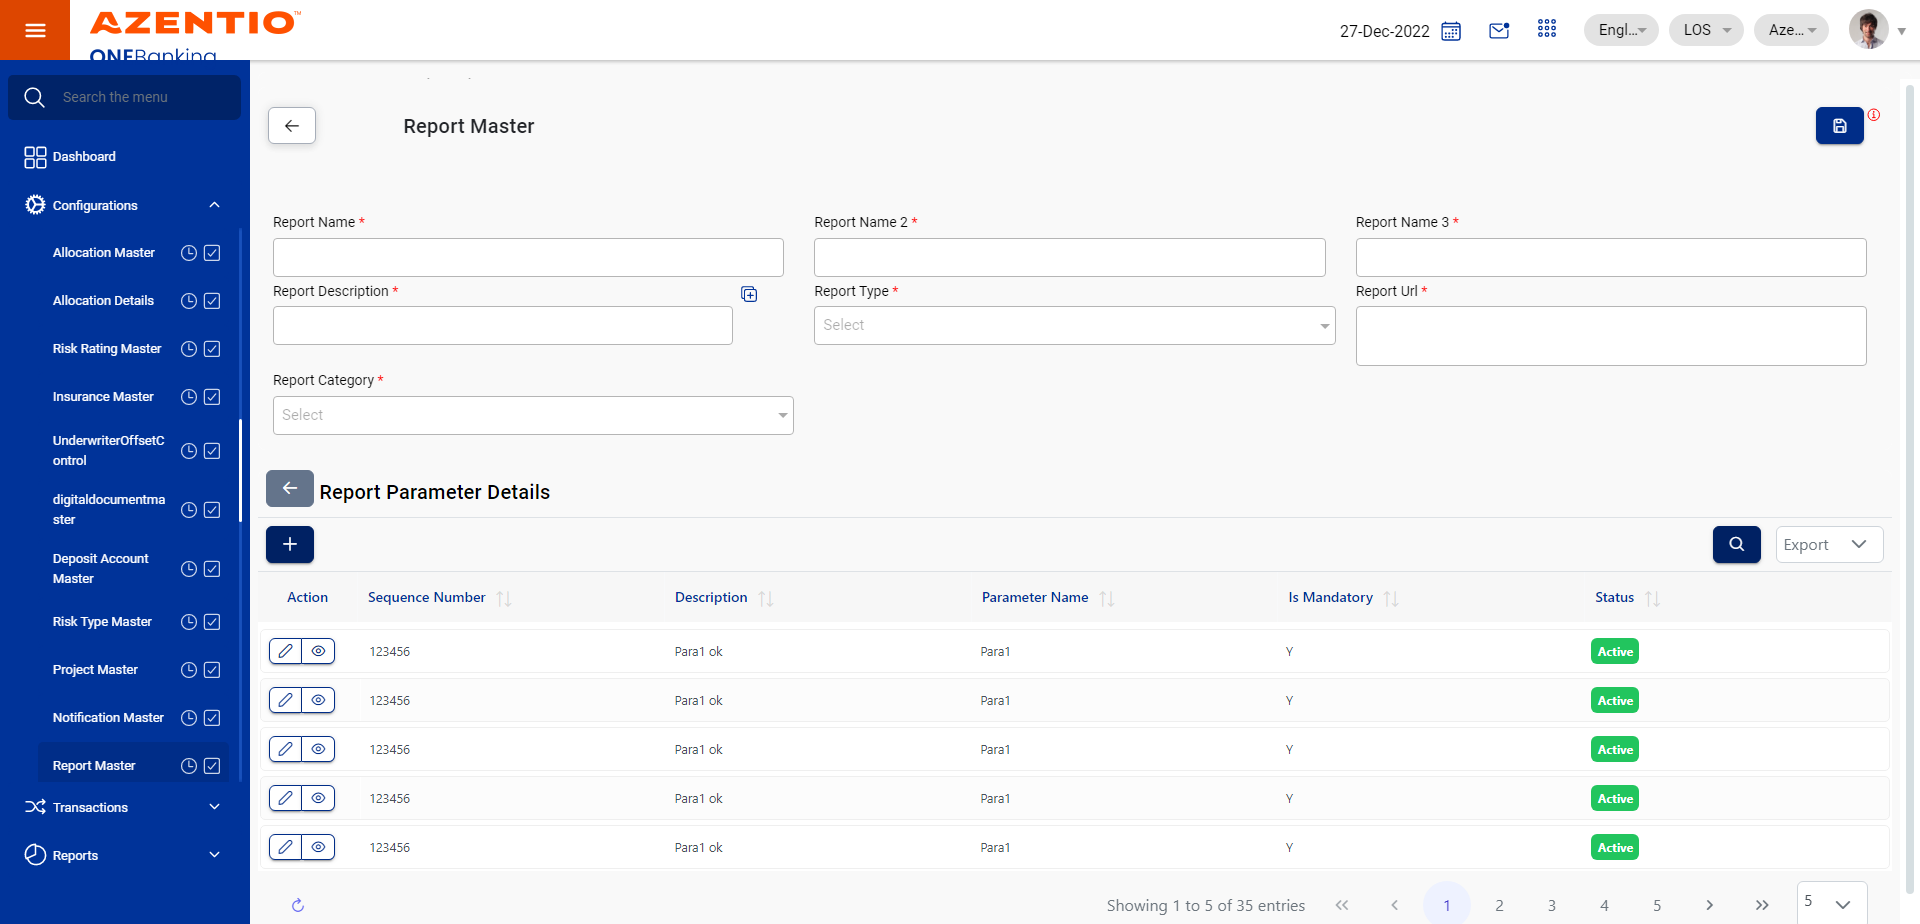 AZENTIO™
ONEBanking
27-Dec-2022
Engl...
LOS
Aze...
Search the menu
Dashboard
Configurations
Allocation Master
Allocation Details
Risk Rating Master
Insurance Master
UnderwriterOffsetC
ontrol
digitaldocumentma
ster
Deposit Account
Master
Risk Type Master
Project Master
Notification Master
Report Master
Transactions
Reports
Report Master
Report Name *
Report Name 2 *
Report Name 3 *
Report Description *
Report Type *
Report Url *
Select
Report Category *
Select
Report Parameter Details
Export
Action Sequence Number Description Parameter Name Is Mandatory Status
123456 Para1 ok Para1 Y Active
123456 Para1 ok Para1 Y Active
123456 Para1 ok Para1 Y Active
123456 Para1 ok Para1 Y Active
123456 Para1 ok Para1 Y Active
Showing 1 to 5 of 35 entries « ‹ 1 2 3 4 5 › » 5